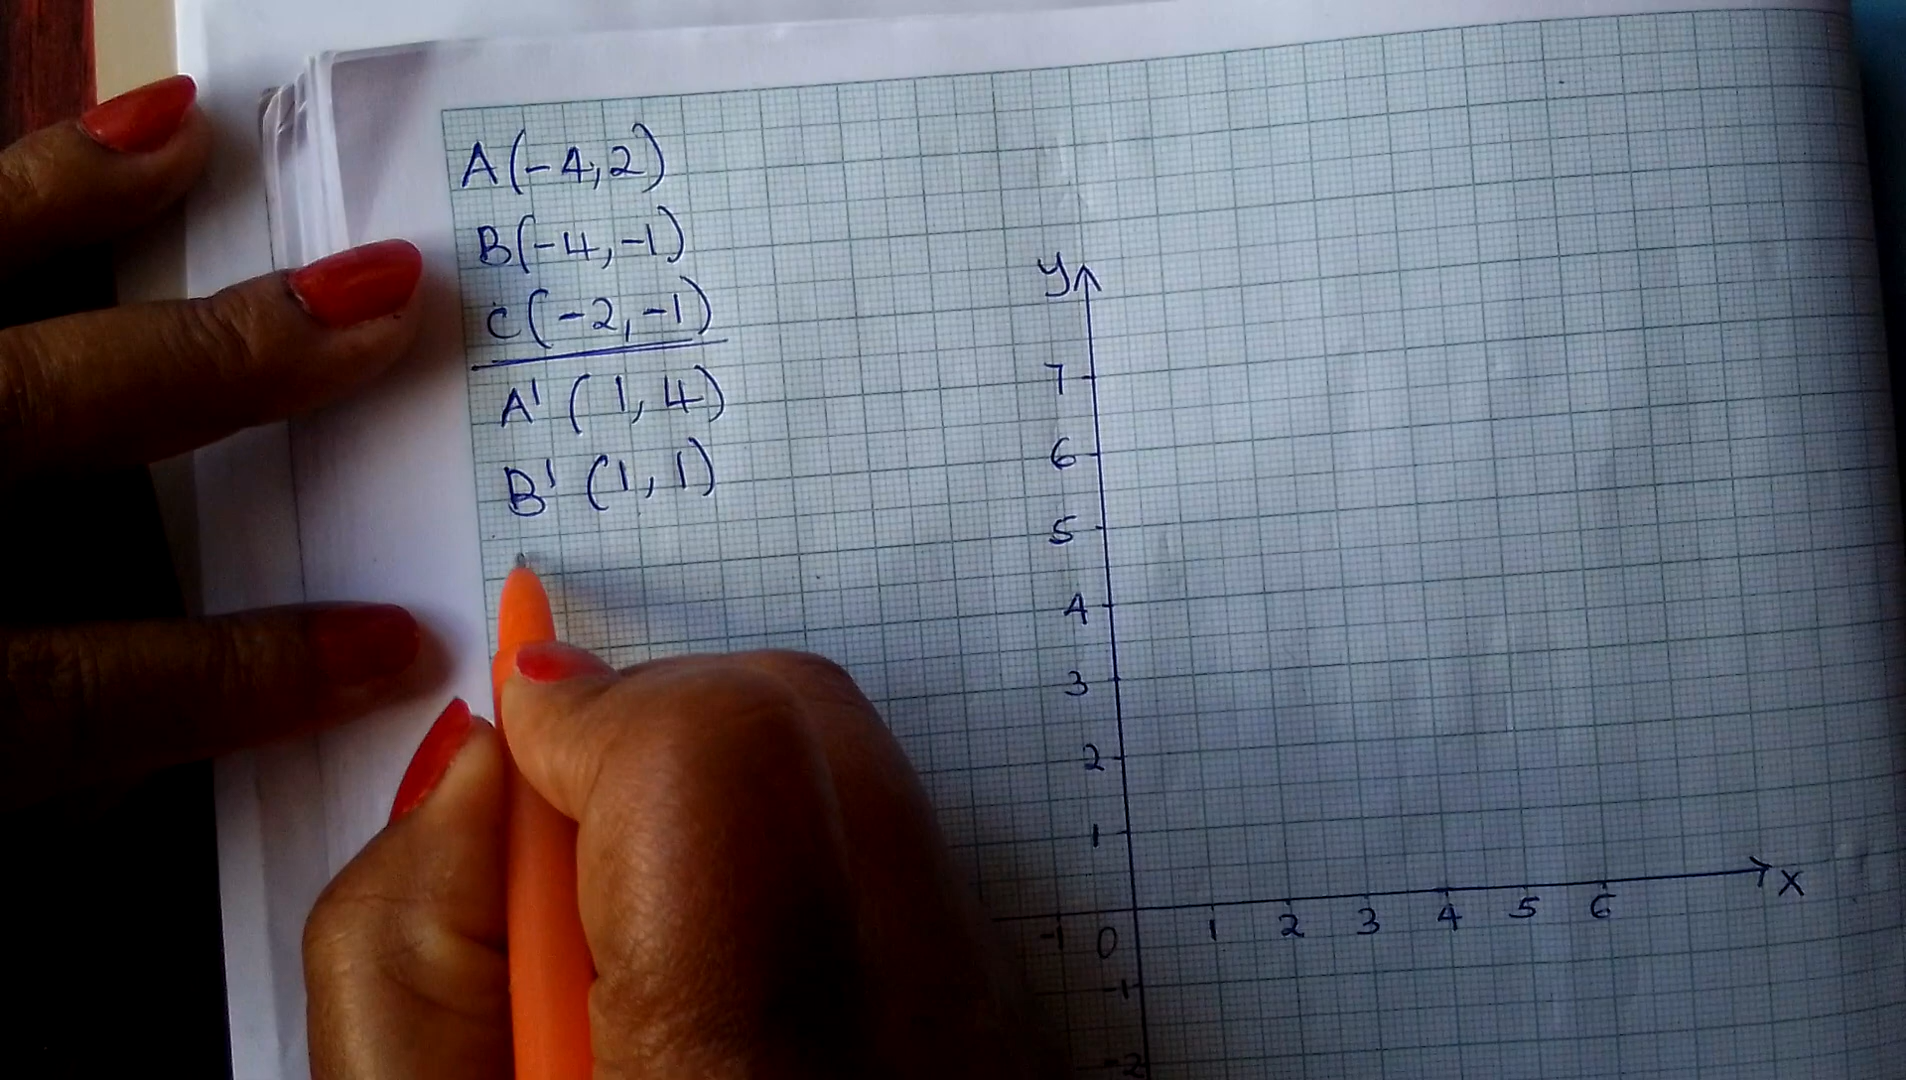 A(-4,2)
B(-4,-1)
C(-2,-1)
A' (1,4)
B' (1,1)
y
7
6
5
4
3
2
1
-1 0 1 2 3 4 5 6 x
-1
-2